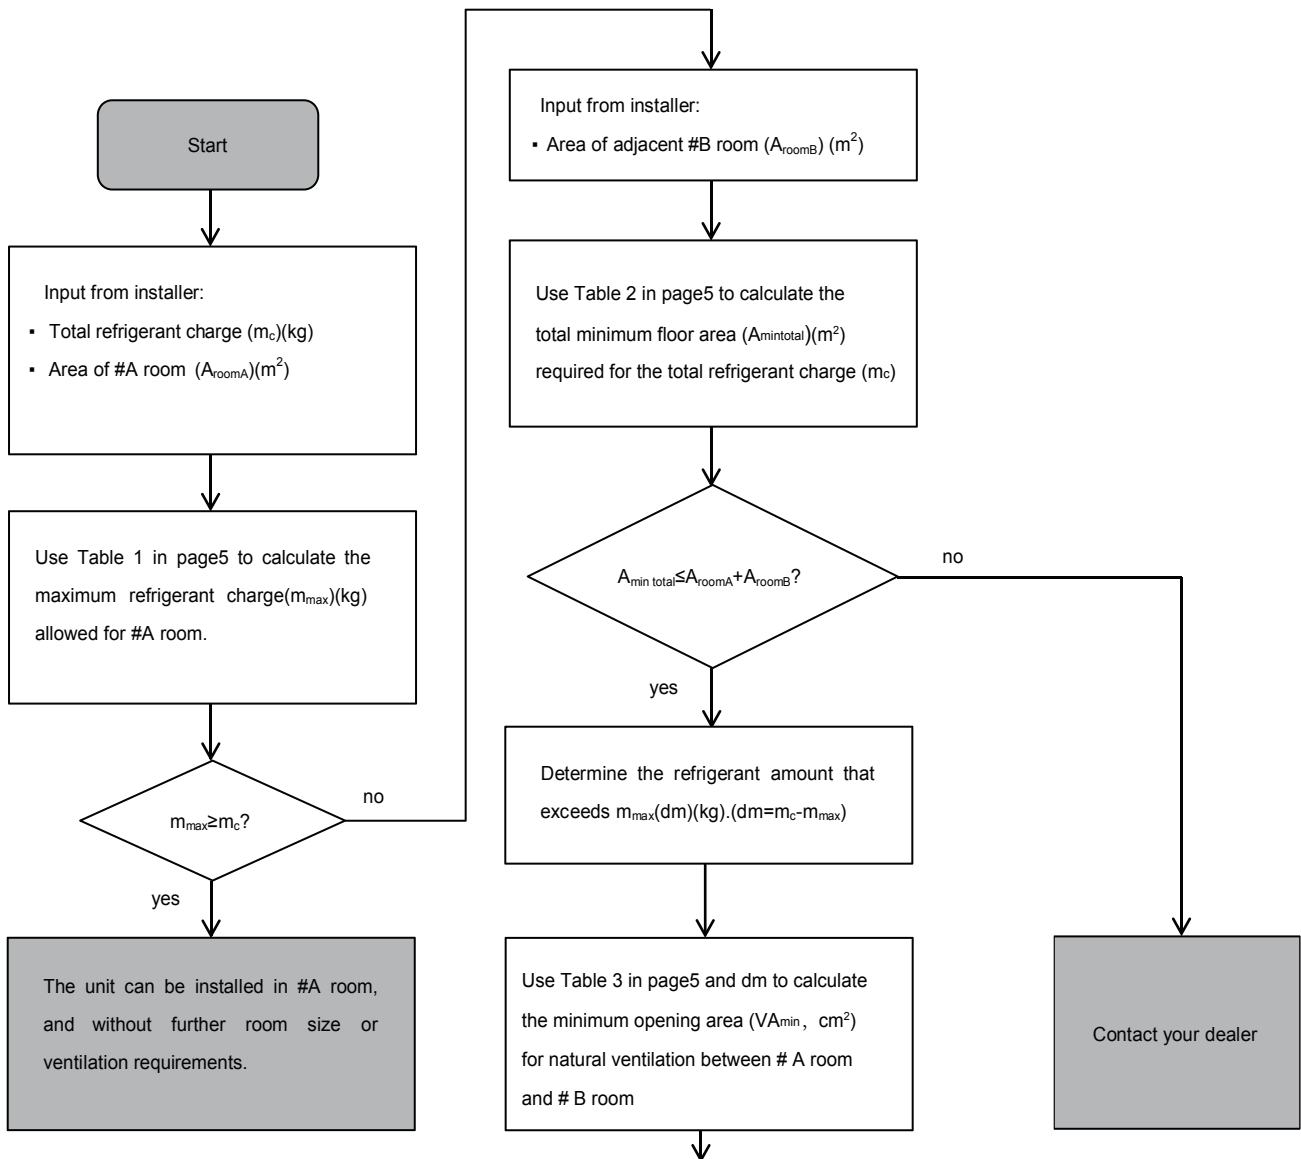 Start
Input from installer:
▪ Total refrigerant charge (mc)(kg)
▪ Area of #A room (AroomA)(m²)
Use Table 1 in page5 to calculate the
maximum refrigerant charge(mmax)(kg)
allowed for #A room.
mmax≥mc?
no
yes
The unit can be installed in #A room,
and without further room size or
ventilation requirements.
Input from installer:
▪ Area of adjacent #B room (AroomB) (m²)
Use Table 2 in page5 to calculate the
total minimum floor area (Amintotal)(m²)
required for the total refrigerant charge (mc)
Amin total≤AroomA+AroomB?
no
yes
Determine the refrigerant amount that
exceeds mmax(dm)(kg).(dm=mc-mmax)
Use Table 3 in page5 and dm to calculate
the minimum opening area (VAmin, cm²)
for natural ventilation between # A room
and # B room
Contact your dealer